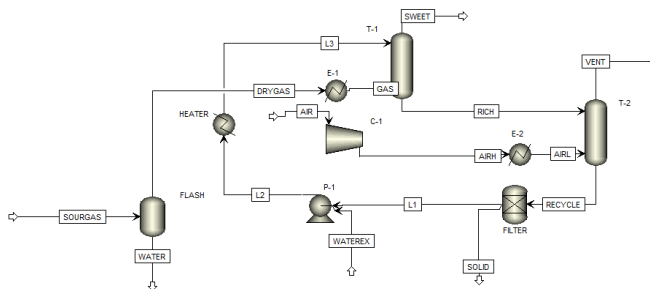 SWEET
T-1
L3
VENT
E-1
T-2
DRYGAS
GAS
AIR
RICH
HEATER
C-1
E-2
AIRH
AIRL
FLASH
P-1
L2
L1
RECYCLE
SOURGAS
FILTER
WATEREX
WATER
SOLID